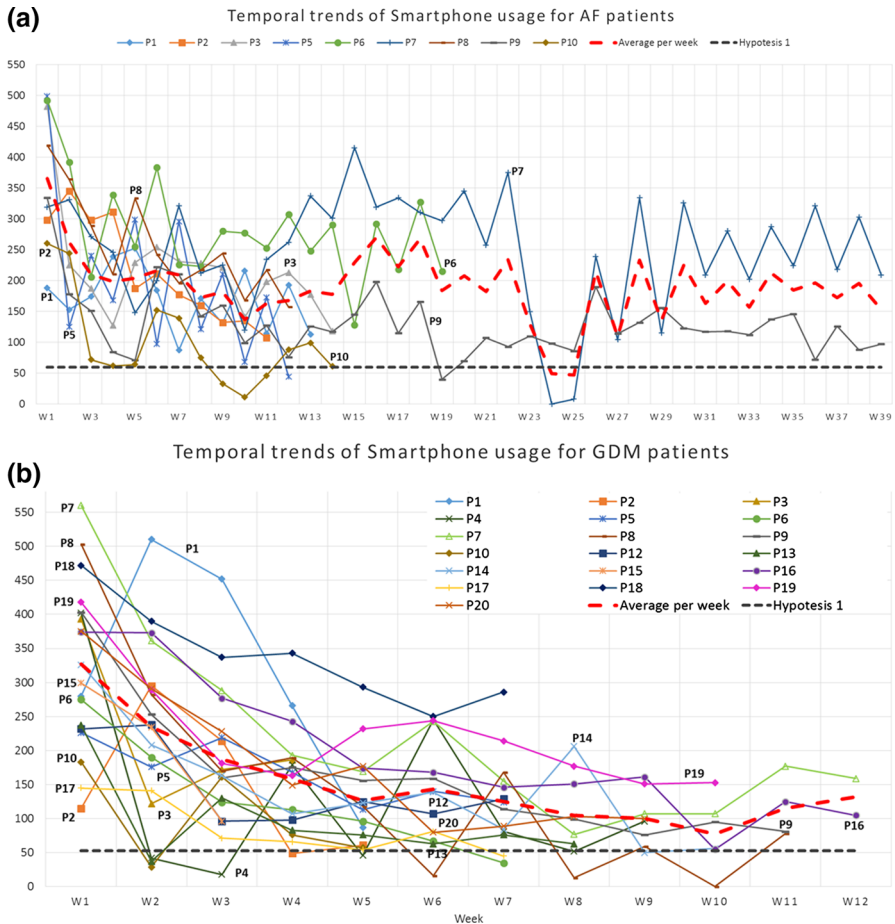 (a)
Temporal trends of Smartphone usage for AF patients
P1 P2 P3 P5 P6 P7 P8 P9 P10 Average per week Hypotesis 1
550
500
450
400
350
300
250
200
150
100
50
0
P2
P1
P5
P8
P3
P10
P9
P6
P7
W1 W3 W5 W7 W9 W11 W13 W15 W17 W19 W21 W23 W25 W27 W29 W31 W33 W35 W37 W39
(b)
Temporal trends of Smartphone usage for GDM patients
P1 P2 P3
P4 P5 P6
P7 P8 P9
P10 P12 P13
P14 P15 P16
P17 P18 P19
P20 Average per week Hypotesis 1
550
500
450
400
350
300
250
200
150
100
50
0
P7
P8
P18
P19
P15
P6
P10
P17
P2
P1
P5
P3
P4
P12
P20
P13
P14
P19
P9
P16
W1 W2 W3 W4 W5 W6 W7 W8 W9 W10 W11 W12
Week